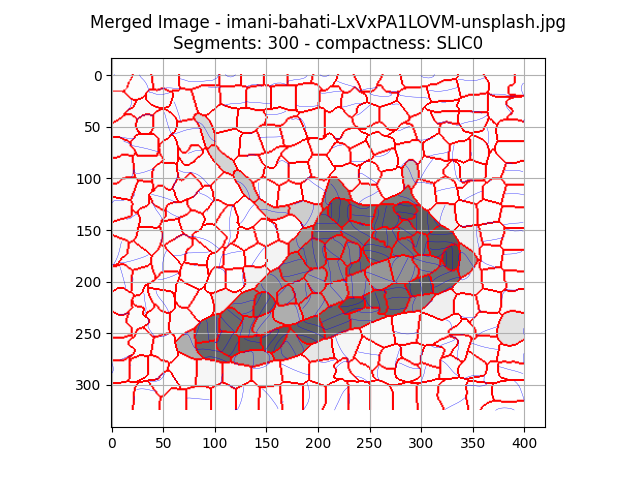 Merged Image - imani-bahati-LxVxPA1LOVM-unsplash.jpg
Segments: 300 - compactness: SLIC0
0
50
100
150
200
250
300
0 50 100 150 200 250 300 350 400